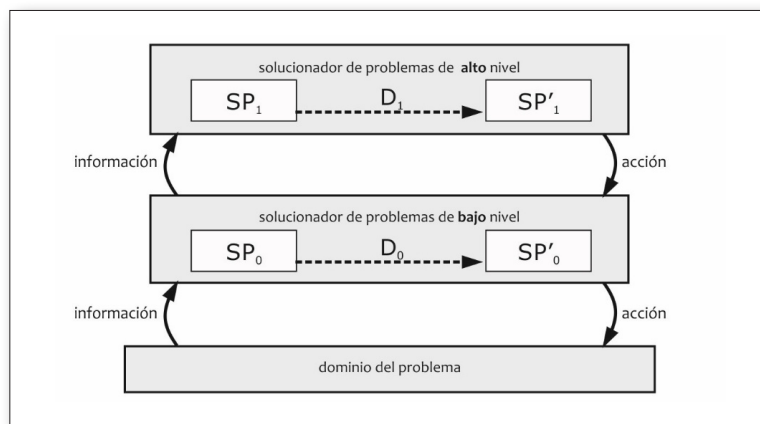 solucionador de problemas de alto nivel
SP₁ D₁ SP′₁
información acción
solucionador de problemas de bajo nivel
SP₀ D₀ SP′₀
información acción
dominio del problema